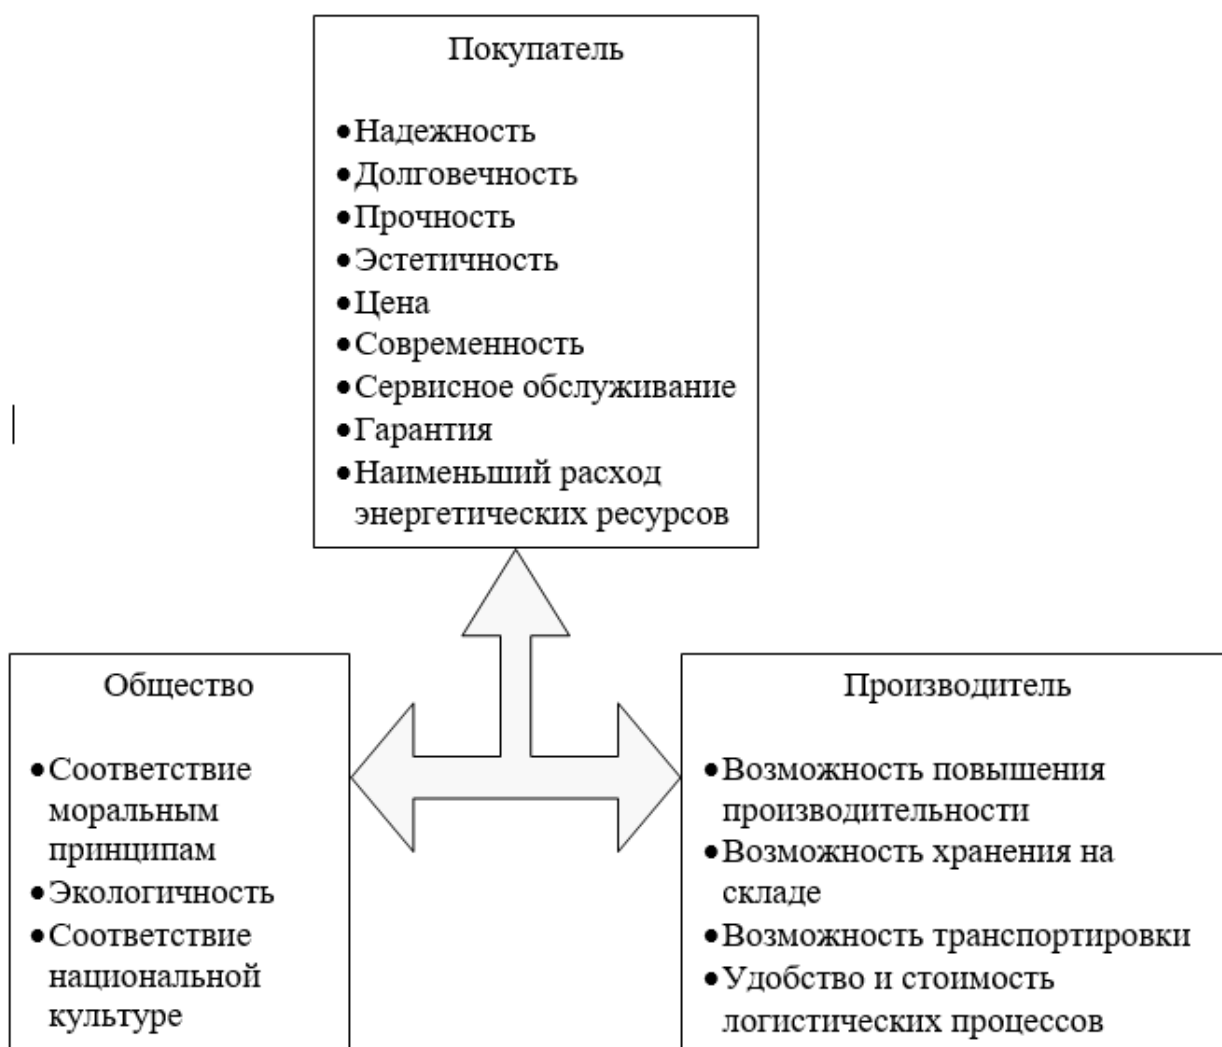 Покупатель
•Надежность
•Долговечность
•Прочность
•Эстетичность
•Цена
•Современность
•Сервисное обслуживание
•Гарантия
•Наименьший расход
энергетических ресурсов
Общество
•Соответствие
моральным
принципам
•Экологичность
•Соответствие
национальной
культуре
Производитель
•Возможность повышения
производительности
•Возможность хранения на
складе
•Возможность транспортировки
•Удобство и стоимость
логистических процессов